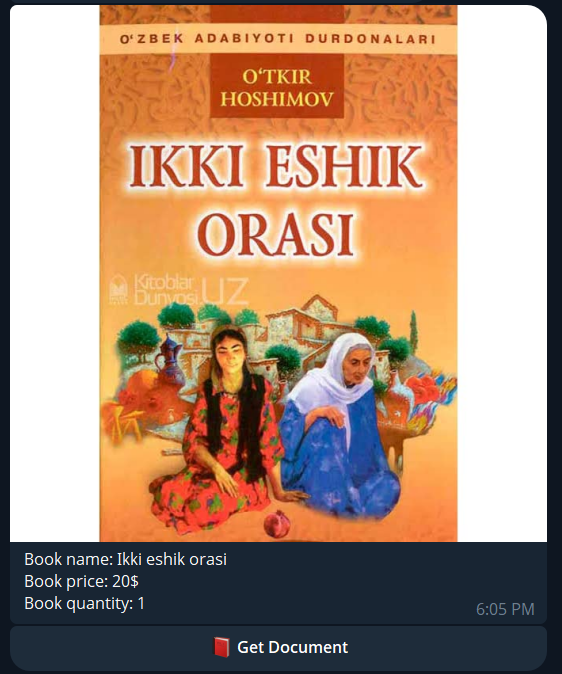 O‘ZBEK ADABIYOTI DURDONALARI
O‘TKIR
HOSHIMOV
IKKI ESHIK
ORASI
Kitoblar
Dunyosi.UZ
Book name: Ikki eshik orasi
Book price: 20$
Book quantity: 1
6:05 PM
Get Document